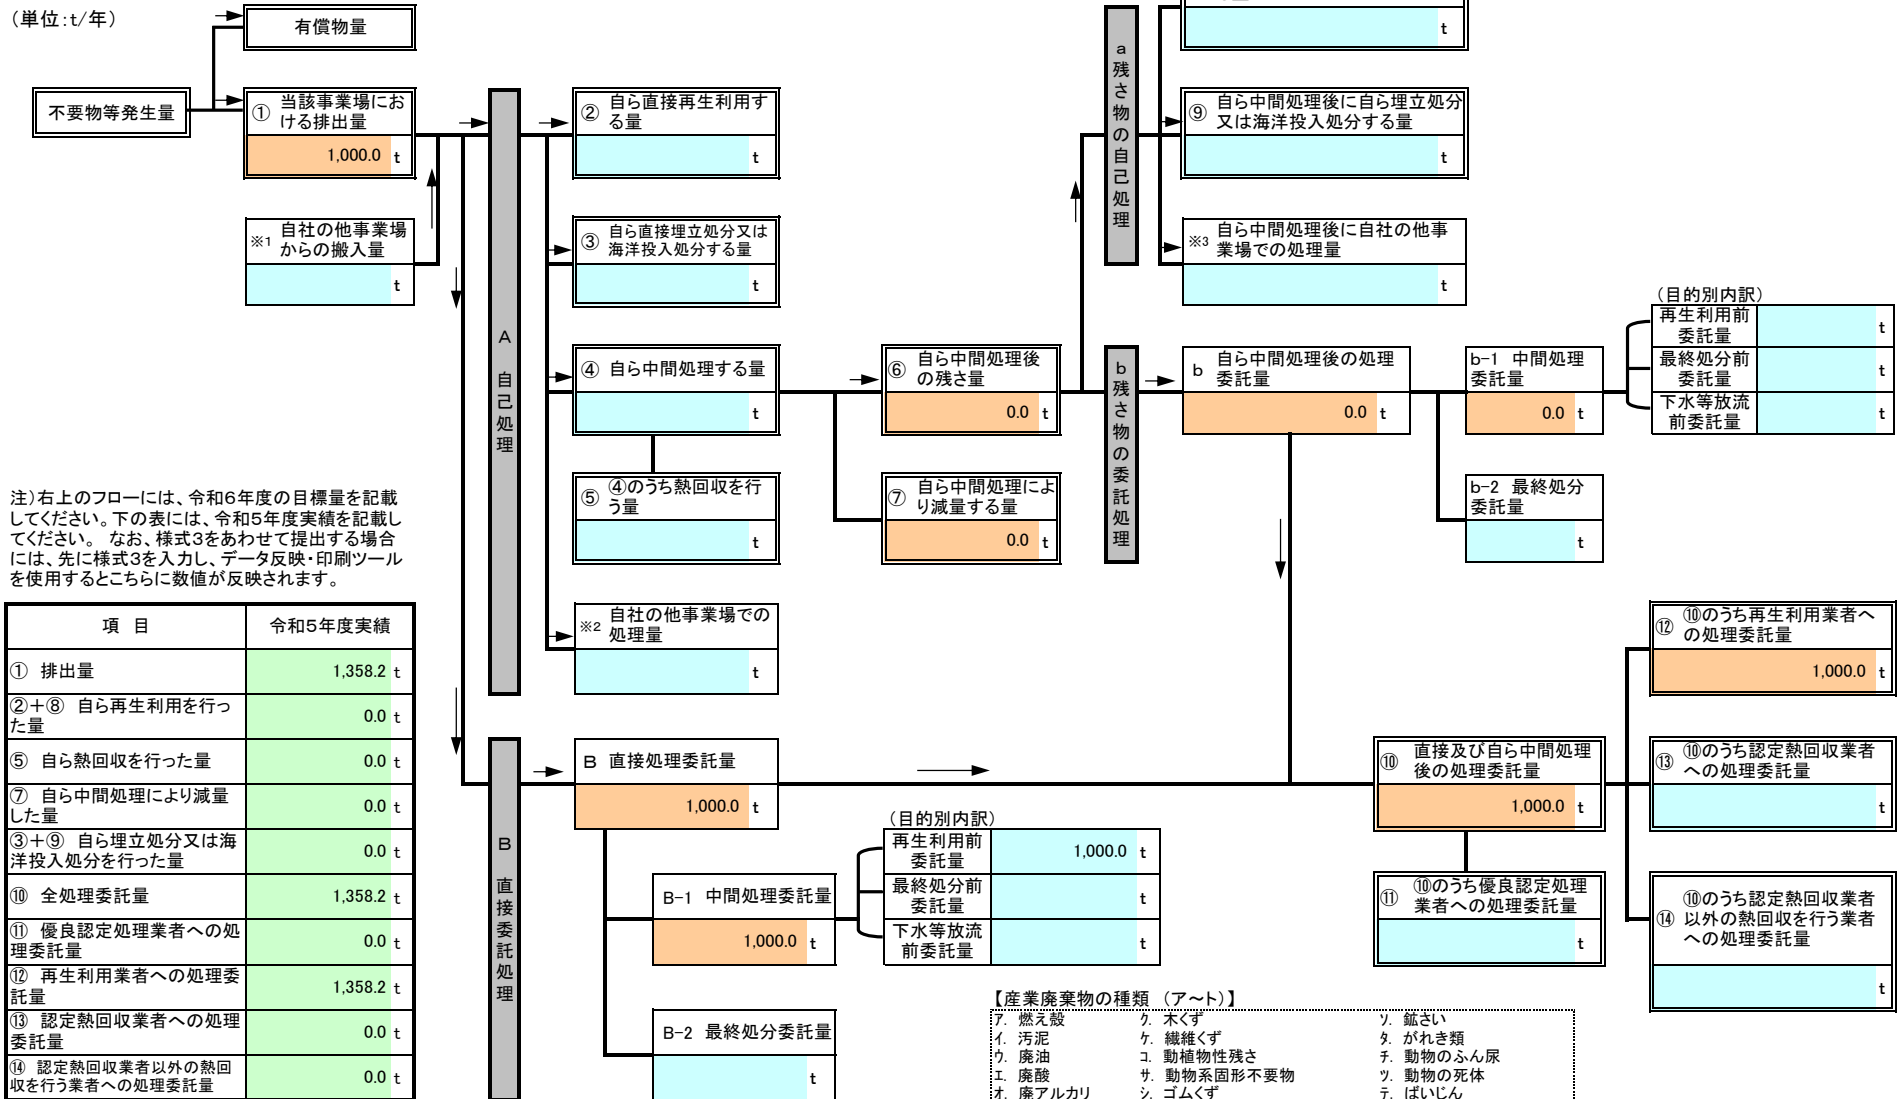 (単位:t/年)
有償物量
不要物等発生量
① 当該事業場にお
ける排出量
1,000.0 t
※1 自社の他事業場
からの搬入量
t
A 自己処理
② 自ら直接再生利用す
る量
t
③ 自ら直接埋立処分又は
海洋投入処分する量
t
④ 自ら中間処理する量
t
⑤ ④のうち熱回収を行
う量
t
※2 自社の他事業場での
処理量
t
⑥ 自ら中間処理後
の残さ量
0.0 t
⑦ 自ら中間処理によ
り減量する量
0.0 t
a 残さ物の自己処理
t
⑨ 自ら中間処理後に自ら埋立処分
又は海洋投入処分する量
t
※3 自ら中間処理後に自社の他事
業場での処理量
t
b 残さ物の委託処理
b 自ら中間処理後の処理
委託量
0.0 t
b-1 中間処理
委託量
0.0 t
b-2 最終処分
委託量
t
(目的別内訳)
再生利用前
委託量
t
最終処分前
委託量
t
下水等放流
前委託量
t
注)右上のフローには、令和6年度の目標量を記載
してください。下の表には、令和5年度実績を記載し
てください。 なお、様式3をあわせて提出する場合
には、先に様式3を入力し、データ反映・印刷ツール
を使用するとこちらに数値が反映されます。
項 目 令和5年度実績
① 排出量 1,358.2 t
②+⑧ 自ら再生利用を行っ
た量 0.0 t
⑤ 自ら熱回収を行った量 0.0 t
⑦ 自ら中間処理により減量
した量 0.0 t
③+⑨ 自ら埋立処分又は海
洋投入処分を行った量 0.0 t
⑩ 全処理委託量 1,358.2 t
⑪ 優良認定処理業者への処
理委託量 0.0 t
⑫ 再生利用業者への処理委
託量 1,358.2 t
⑬ 認定熱回収業者への処理
委託量 0.0 t
⑭ 認定熱回収業者以外の熱回
収を行う業者への処理委託量 0.0 t
B 直接委託処理
B 直接処理委託量
1,000.0 t
B-1 中間処理委託量
1,000.0 t
B-2 最終処分委託量
t
(目的別内訳)
再生利用前
委託量
1,000.0 t
最終処分前
委託量
t
下水等放流
前委託量
t
⑩ 直接及び自ら中間処理
後の処理委託量
1,000.0 t
⑪ ⑩のうち優良認定処理
業者への処理委託量
t
⑫ ⑩のうち再生利用業者へ
の処理委託量
1,000.0 t
⑬ ⑩のうち認定熱回収業者
への処理委託量
t
⑭ ⑩のうち認定熱回収業者
以外の熱回収を行う業者
への処理委託量
t
【産業廃棄物の種類 (ア~ト)】
ア. 燃え殻 ク. 木くず ソ. 鉱さい
イ. 汚泥 ケ. 繊維くず タ. がれき類
ウ. 廃油 コ. 動植物性残さ チ. 動物のふん尿
エ. 廃酸 サ. 動物系固形不要物 ツ. 動物の死体
オ. 廃アルカリ シ. ゴムくず テ. ばいじん